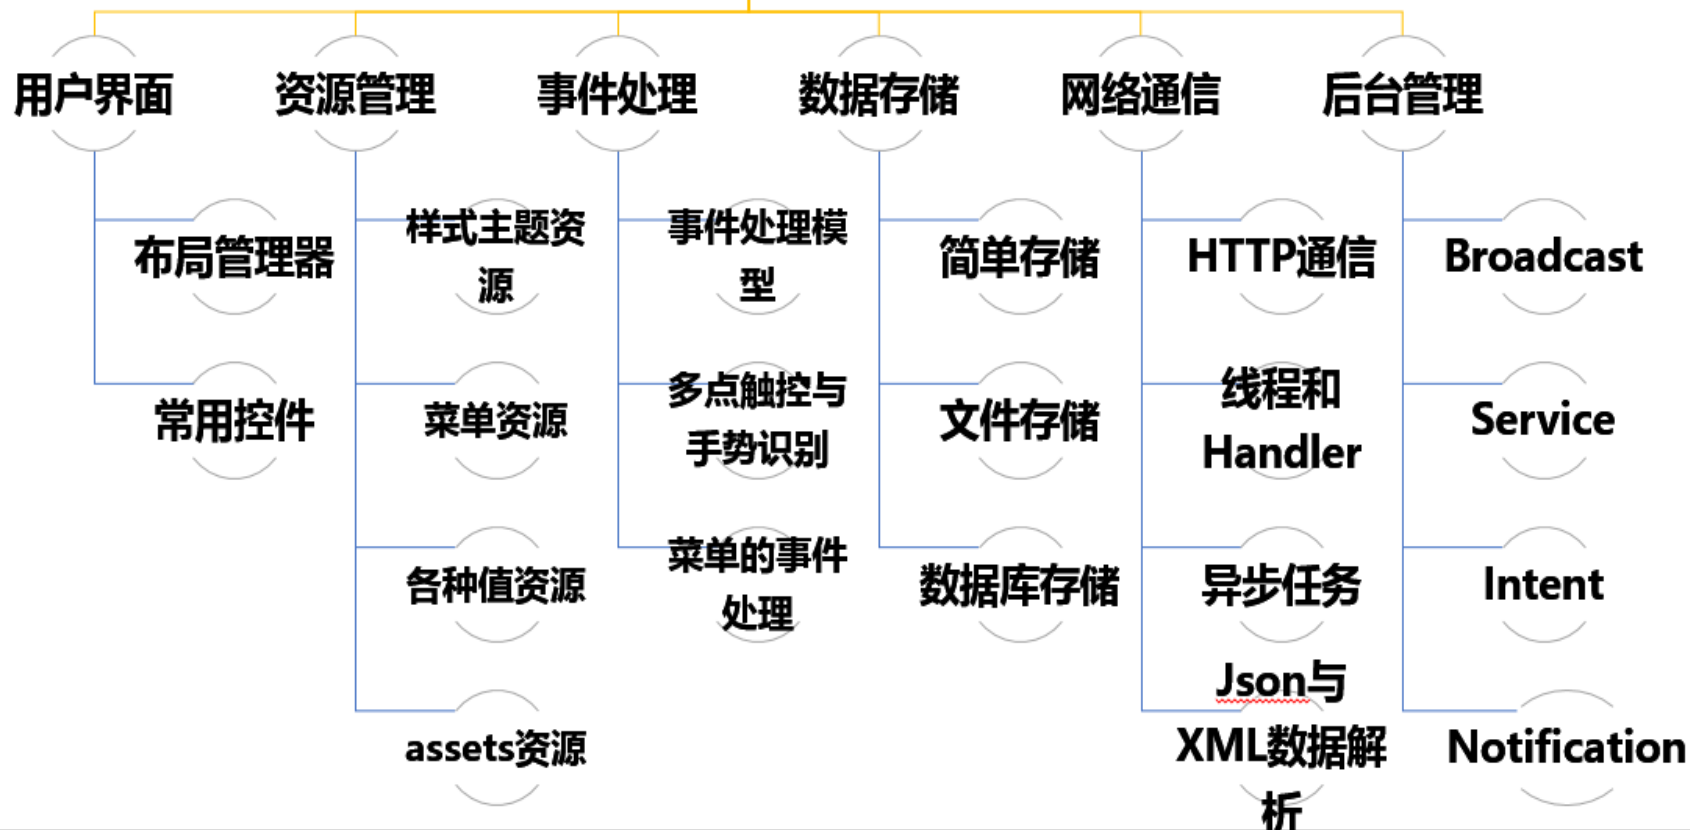 用户界面
资源管理
事件处理
数据存储
网络通信
后台管理
布局管理器
常用控件
样式主题资
源
菜单资源
各种值资源
assets资源
事件处理模
型
多点触控与
手势识别
菜单的事件
处理
简单存储
文件存储
数据库存储
HTTP通信
线程和
Handler
异步任务
Json与
XML数据解
析
Broadcast
Service
Intent
Notification